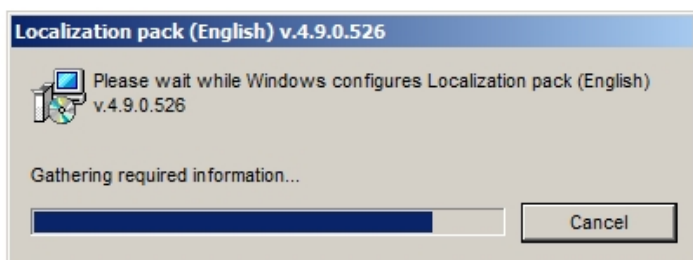 Localization pack (English) v.4.9.0.526
Please wait while Windows configures Localization pack (English)
v.4.9.0.526
Gathering required information...
Cancel